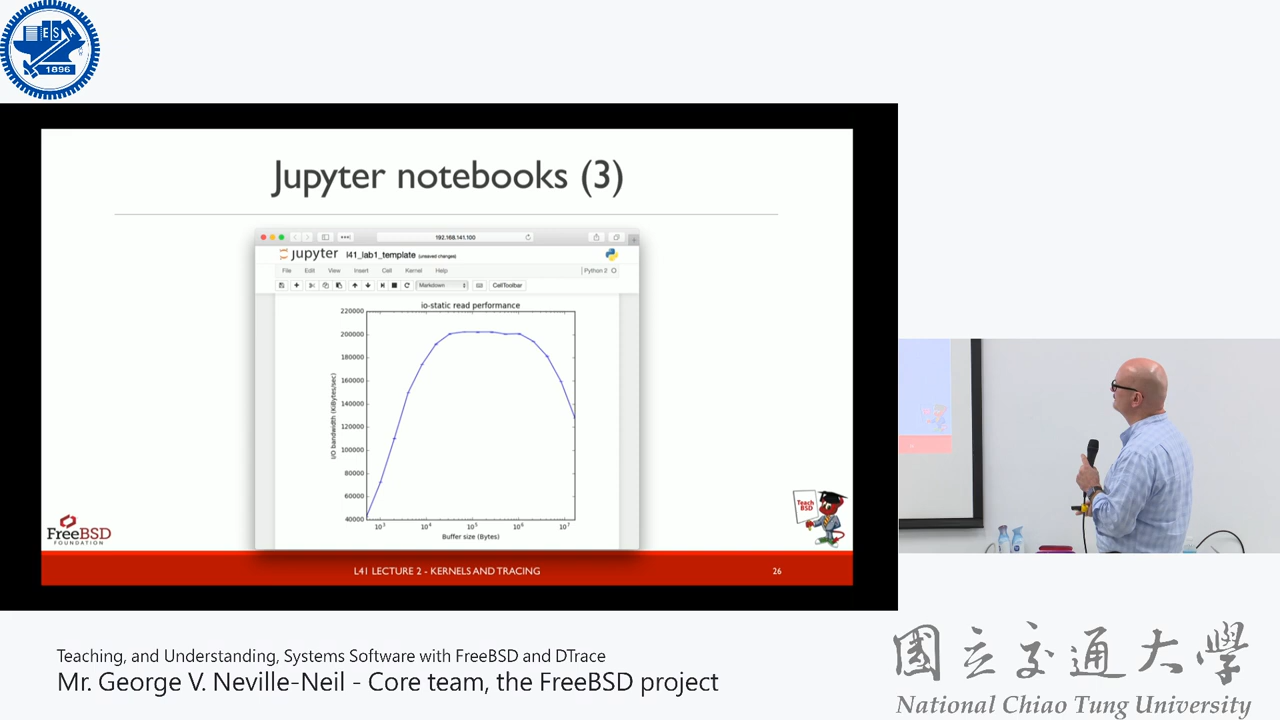 ESA
1896
Jupyter notebooks (3)
192.168.141.100
jupyter l41_lab1_template (unsaved changes)
File Edit View Insert Cell Kernel Help Python 2
Markdown CellToolbar
io-static read performance
220000
200000
180000
160000
140000
120000
100000
80000
60000
40000
I/O bandwidth (KiBytes/sec)
10³ 10⁴ 10⁵ 10⁶ 10⁷
Buffer size (Bytes)
FreeBSD
FOUNDATION
Teach
BSD
L41 LECTURE 2 - KERNELS AND TRACING
26
Teaching, and Understanding, Systems Software with FreeBSD and DTrace
Mr. George V. Neville-Neil - Core team, the FreeBSD project
國立交通大學
National Chiao Tung University